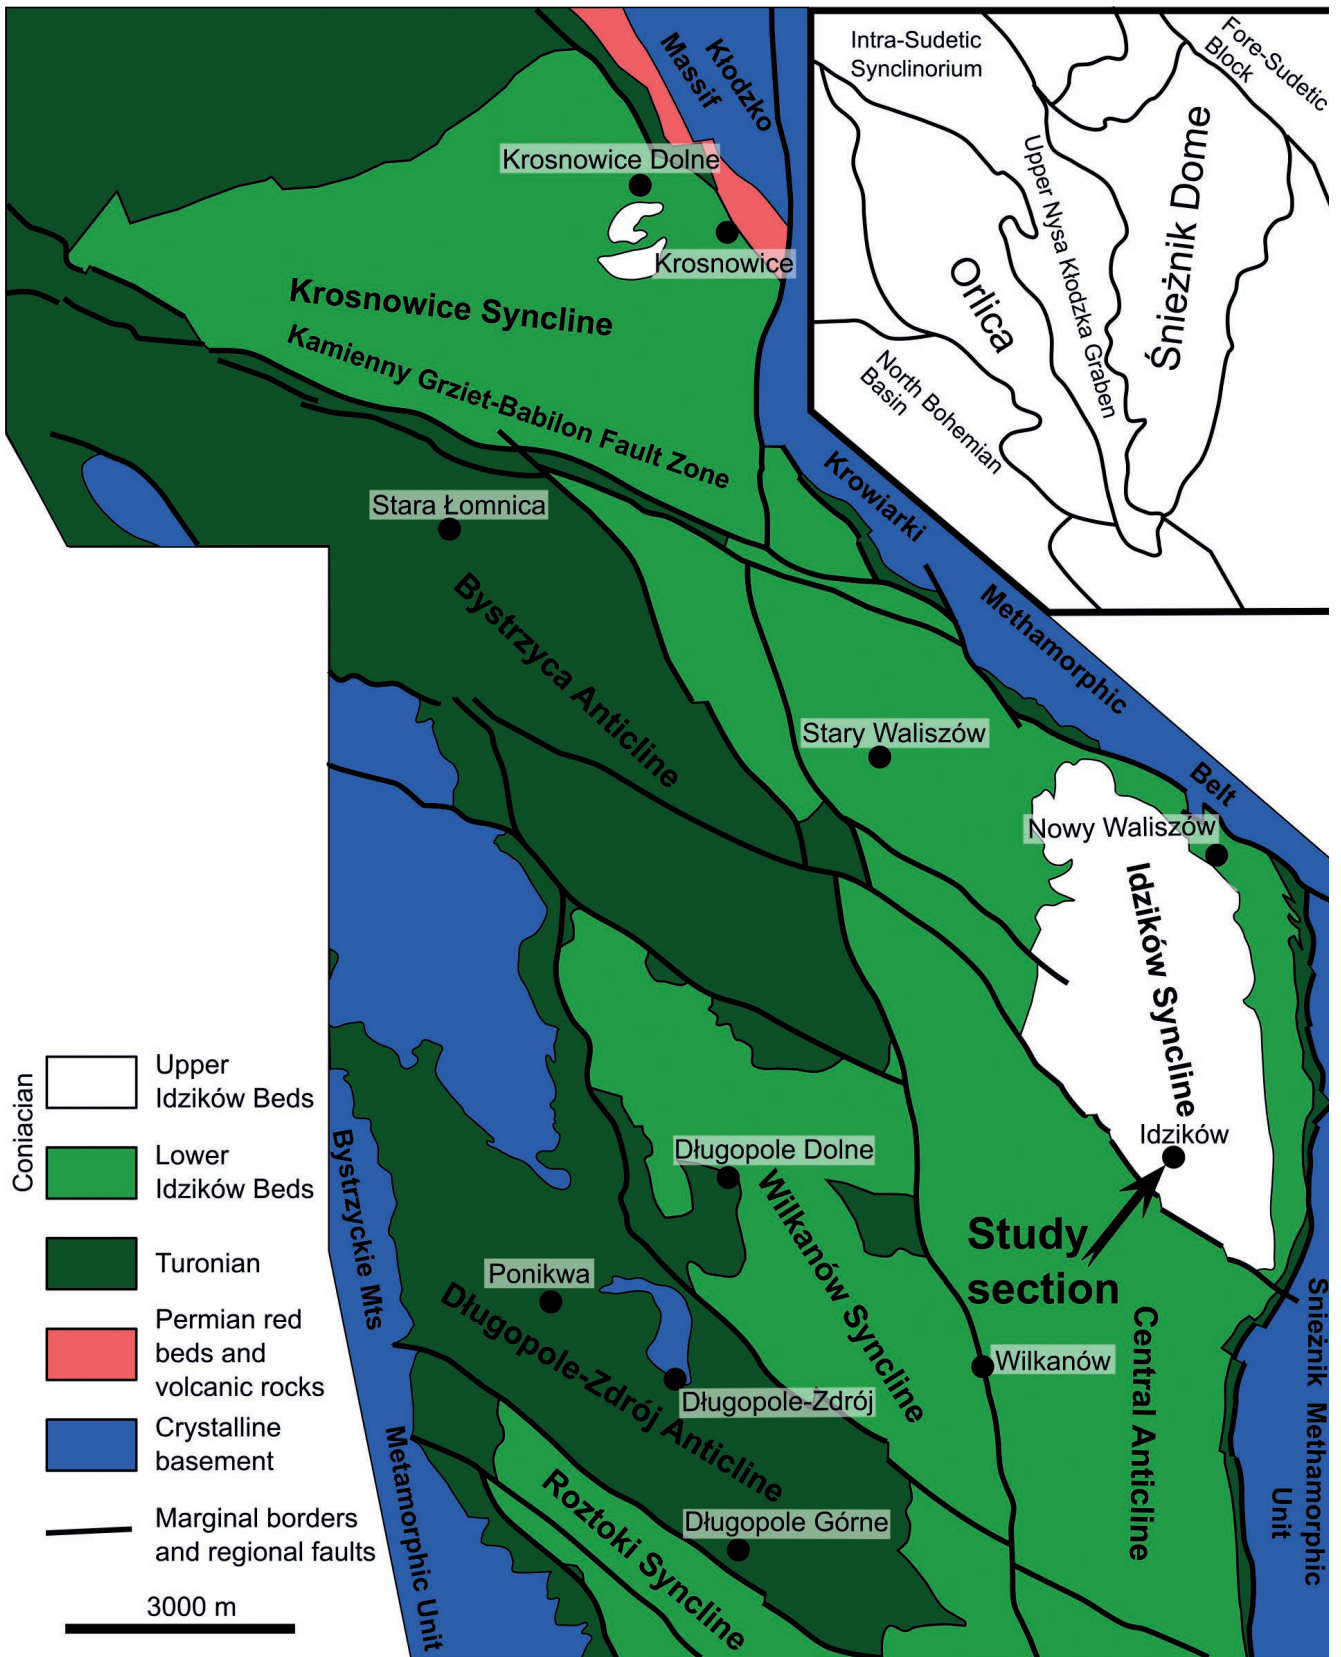 Kłodzko
Massif
Intra-Sudetic
Synclinorium
Fore-Sudetic
Block
Upper Nysa Kłodzka Graben
Śnieżnik Dome
Orlica
North Bohemian
Basin
Krosnowice Dolne
Krosnowice
Krosnowice Syncline
Kamienny Grziet-Babilon Fault Zone
Stara Łomnica
Krowiarki
Methamorphic
Belt
Bystrzyca Anticline
Stary Waliszów
Nowy Waliszów
Idzików Syncline
Idzików
Długopole Dolne
Wilkanów Syncline
Study
section
Ponikwa
Długopole-Zdrój Anticline
Długopole-Zdrój
Wilkanów
Central Anticline
Długopole Górne
Roztoki Syncline
Bystrzyckie Mts
Metamorphic Unit
Snieżnik Methamorphic
Unit
Coniacian
Upper
Idzików Beds
Lower
Idzików Beds
Turonian
Permian red
beds and
volcanic rocks
Crystalline
basement
Marginal borders
and regional faults
3000 m